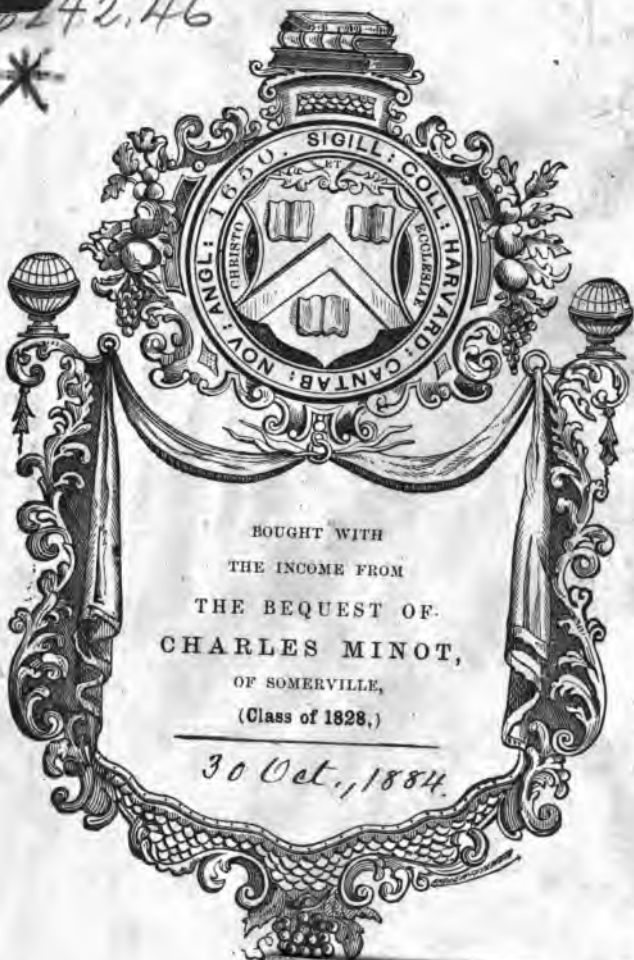 242.46
SIGILL: COLL: HARVARD: CANTAB: NOV: ANGL: 1650.
ET
CHRISTO
ECCLESIAE
BOUGHT WITH
THE INCOME FROM
THE BEQUEST OF
CHARLES MINOT,
OF SOMERVILLE,
(Class of 1828,)
30 Oct., 1884.